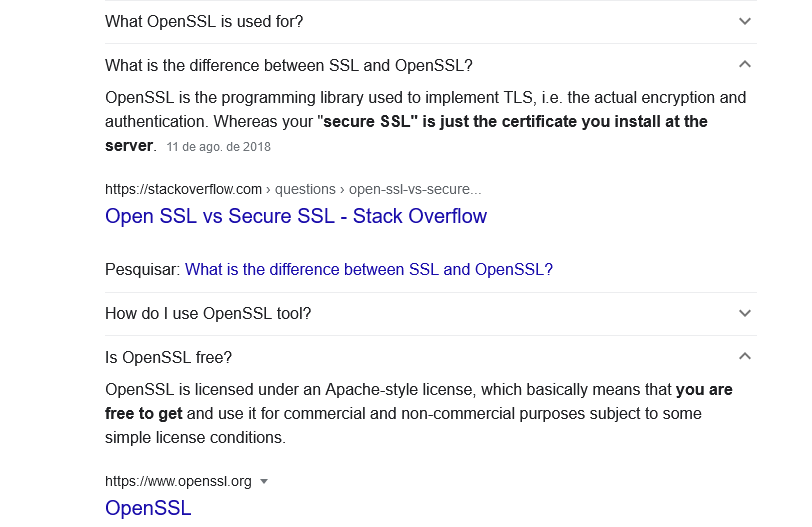 What OpenSSL is used for?
What is the difference between SSL and OpenSSL?
OpenSSL is the programming library used to implement TLS, i.e. the actual encryption and
authentication. Whereas your "secure SSL" is just the certificate you install at the
server. 11 de ago. de 2018
https://stackoverflow.com › questions › open-ssl-vs-secure...
Open SSL vs Secure SSL - Stack Overflow
Pesquisar: What is the difference between SSL and OpenSSL?
How do I use OpenSSL tool?
Is OpenSSL free?
OpenSSL is licensed under an Apache-style license, which basically means that you are
free to get and use it for commercial and non-commercial purposes subject to some
simple license conditions.
https://www.openssl.org
OpenSSL